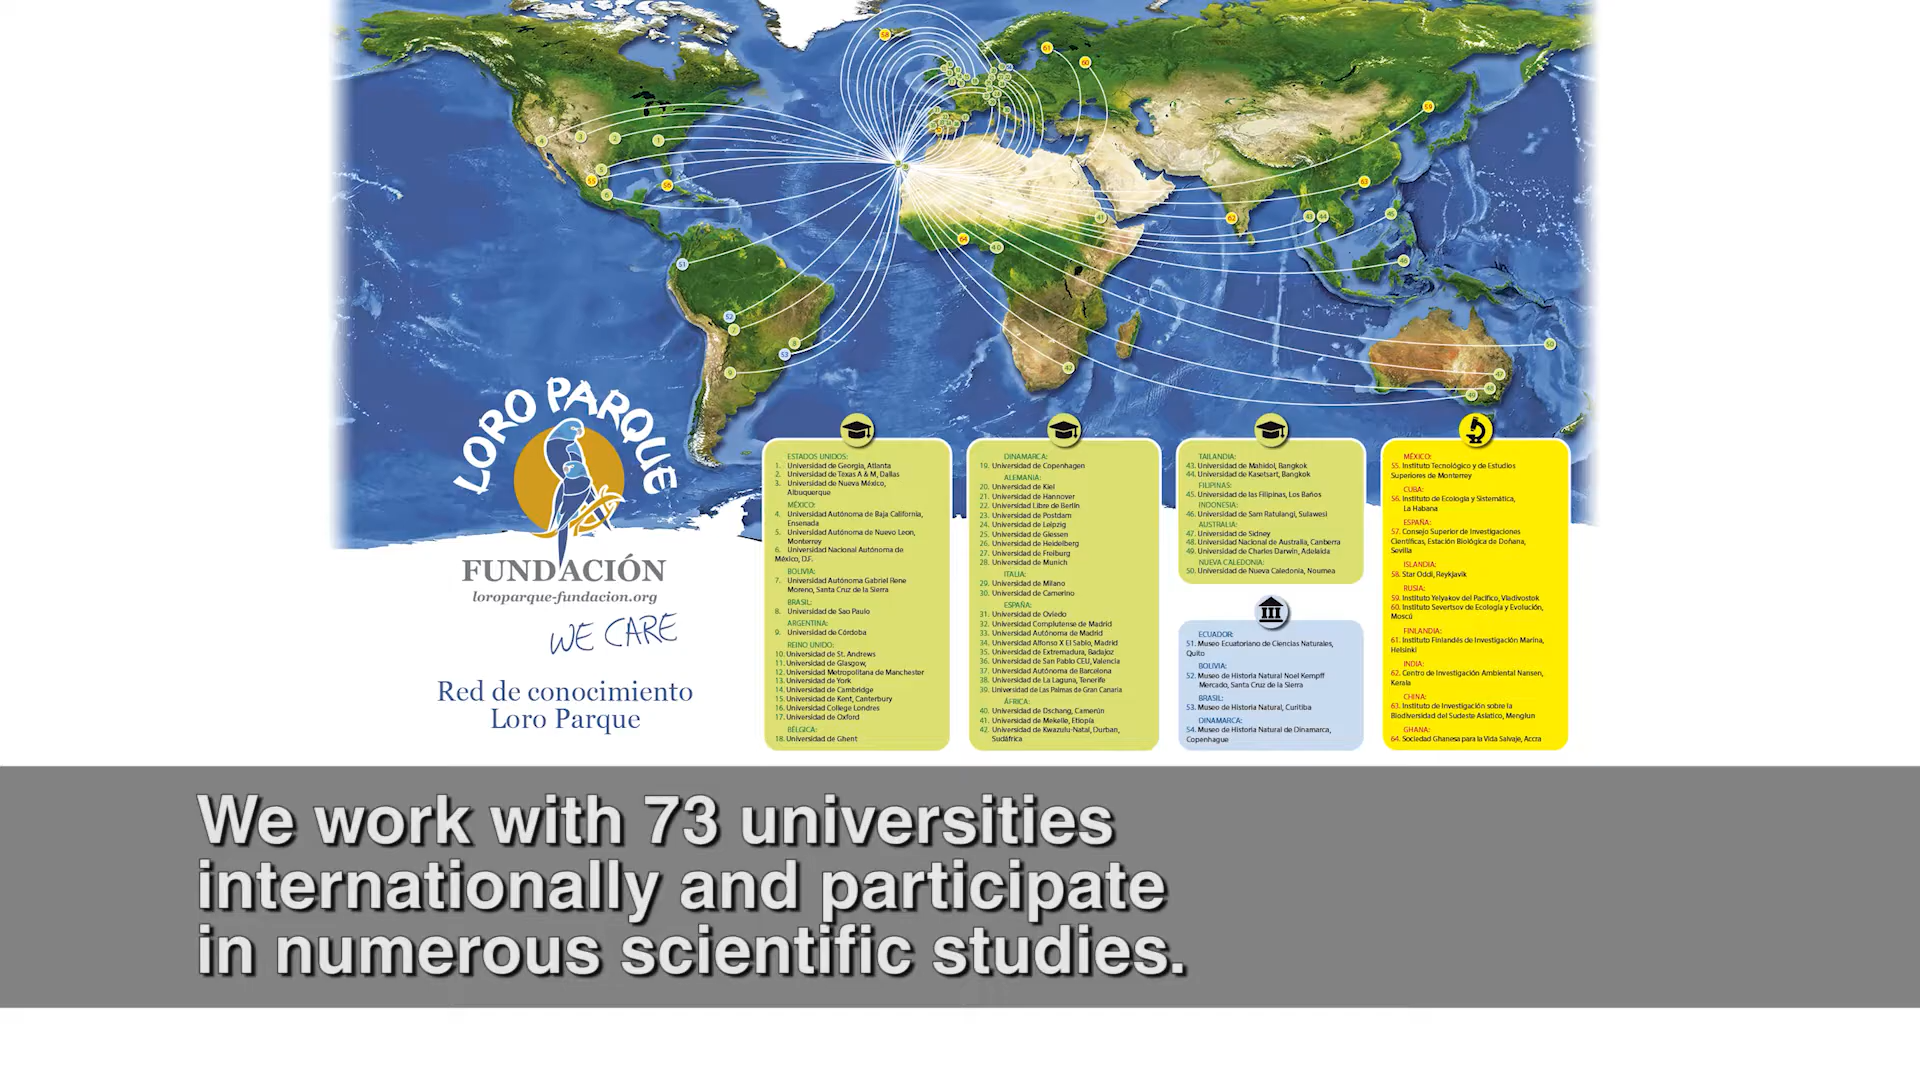 LORO PARQUE
FUNDACIÓN
loroparque-fundacion.org
WE CARE
Red de conocimiento
Loro Parque
ESTADOS UNIDOS:
1. Universidad de Georgia, Atlanta
2. Universidad de Texas A & M, Dallas
3. Universidad de Nueva México,
Albuquerque
MÉXICO:
4. Universidad Autónoma de Baja California,
Ensenada
5. Universidad Autónoma de Nuevo Leon,
Monterrey
6. Universidad Nacional Autónoma de
México, D.F.
BOLIVIA:
7. Universidad Autónoma Gabriel Rene
Moreno, Santa Cruz de la Sierra
BRASIL:
8. Universidad de Sao Paulo
ARGENTINA:
9. Universidad de Córdoba
REINO UNIDO:
10. Universidad de St. Andrews
11. Universidad de Glasgow,
12. Universidad Metropolitana de Manchester
13. Universidad de York
14. Universidad de Cambridge
15. Universidad de Kent, Canterbury
16. Universidad College Londres
17. Universidad de Oxford
BÉLGICA:
18. Universidad de Ghent
DINAMARCA:
19. Universidad de Copenhagen
ALEMANIA:
20. Universidad de Kiel
21. Universidad de Hannover
22. Universidad Libre de Berlin
23. Universidad de Postdam
24. Universidad de Leipzig
25. Universidad de Giessen
26. Universidad de Heidelberg
27. Universidad de Freiburg
28. Universidad de Munich
ITALIA:
29. Universidad de Milano
30. Universidad de Camerino
ESPAÑA:
31. Universidad de Oviedo
32. Universidad Complutense de Madrid
33. Universidad Autónoma de Madrid
34. Universidad Alfonso X El Sabio, Madrid
35. Universidad de Extremadura, Badajoz
36. Universidad de San Pablo CEU, Valencia
37. Universidad Autónoma de Barcelona
38. Universidad de La Laguna, Tenerife
39. Universidad de Las Palmas de Gran Canaria
ÁFRICA:
40. Universidad de Dschang, Camerún
41. Universidad de Mekelle, Etiopía
42. Universidad de Kwazulu-Natal, Durban,
Sudáfrica
TAILANDIA:
43. Universidad de Mahidol, Bangkok
44. Universidad de Kasetsart, Bangkok
FILIPINAS:
45. Universidad de las Filipinas, Los Baños
INDONESIA:
46. Universidad de Sam Ratulangi, Sulawesi
AUSTRALIA:
47. Universidad de Sidney
48. Universidad Nacional de Australia, Canberra
49. Universidad de Charles Darwin, Adelaida
NUEVA CALEDONIA:
50. Universidad de Nueva Caledonia, Noumea
ECUADOR:
51. Museo Ecuatoriano de Ciencias Naturales,
Quito
BOLIVIA:
52. Museo de Historia Natural Noel Kempff
Mercado, Santa Cruz de la Sierra
BRASIL:
53. Museo de Historia Natural, Curitiba
DINAMARCA:
54. Museo de Historia Natural de Dinamarca,
Copenhague
MÉXICO:
55. Instituto Tecnológico y de Estudios
Superiores de Monterrey
CUBA:
56. Instituto de Ecología y Sistemática,
La Habana
ESPAÑA:
57. Consejo Superior de Investigaciones
Científicas, Estación Biológica de Doñana,
Sevilla
ISLANDIA:
58. Star Oddi, Reykjavik
RUSIA:
59. Instituto Yelyakov del Pacífico, Vladivostok
60. Instituto Severtsov de Ecología y Evolución,
Moscú
FINLANDIA:
61. Instituto Finlandés de Investigación Marina,
Helsinki
INDIA:
62. Centro de Investigación Ambiental Nansen,
Kerala
CHINA:
63. Instituto de Investigación sobre la
Biodiversidad del Sudeste Asiático, Menglun
GHANA:
64. Sociedad Ghanesa para la Vida Salvaje, Accra
We work with 73 universities
internationally and participate
in numerous scientific studies.